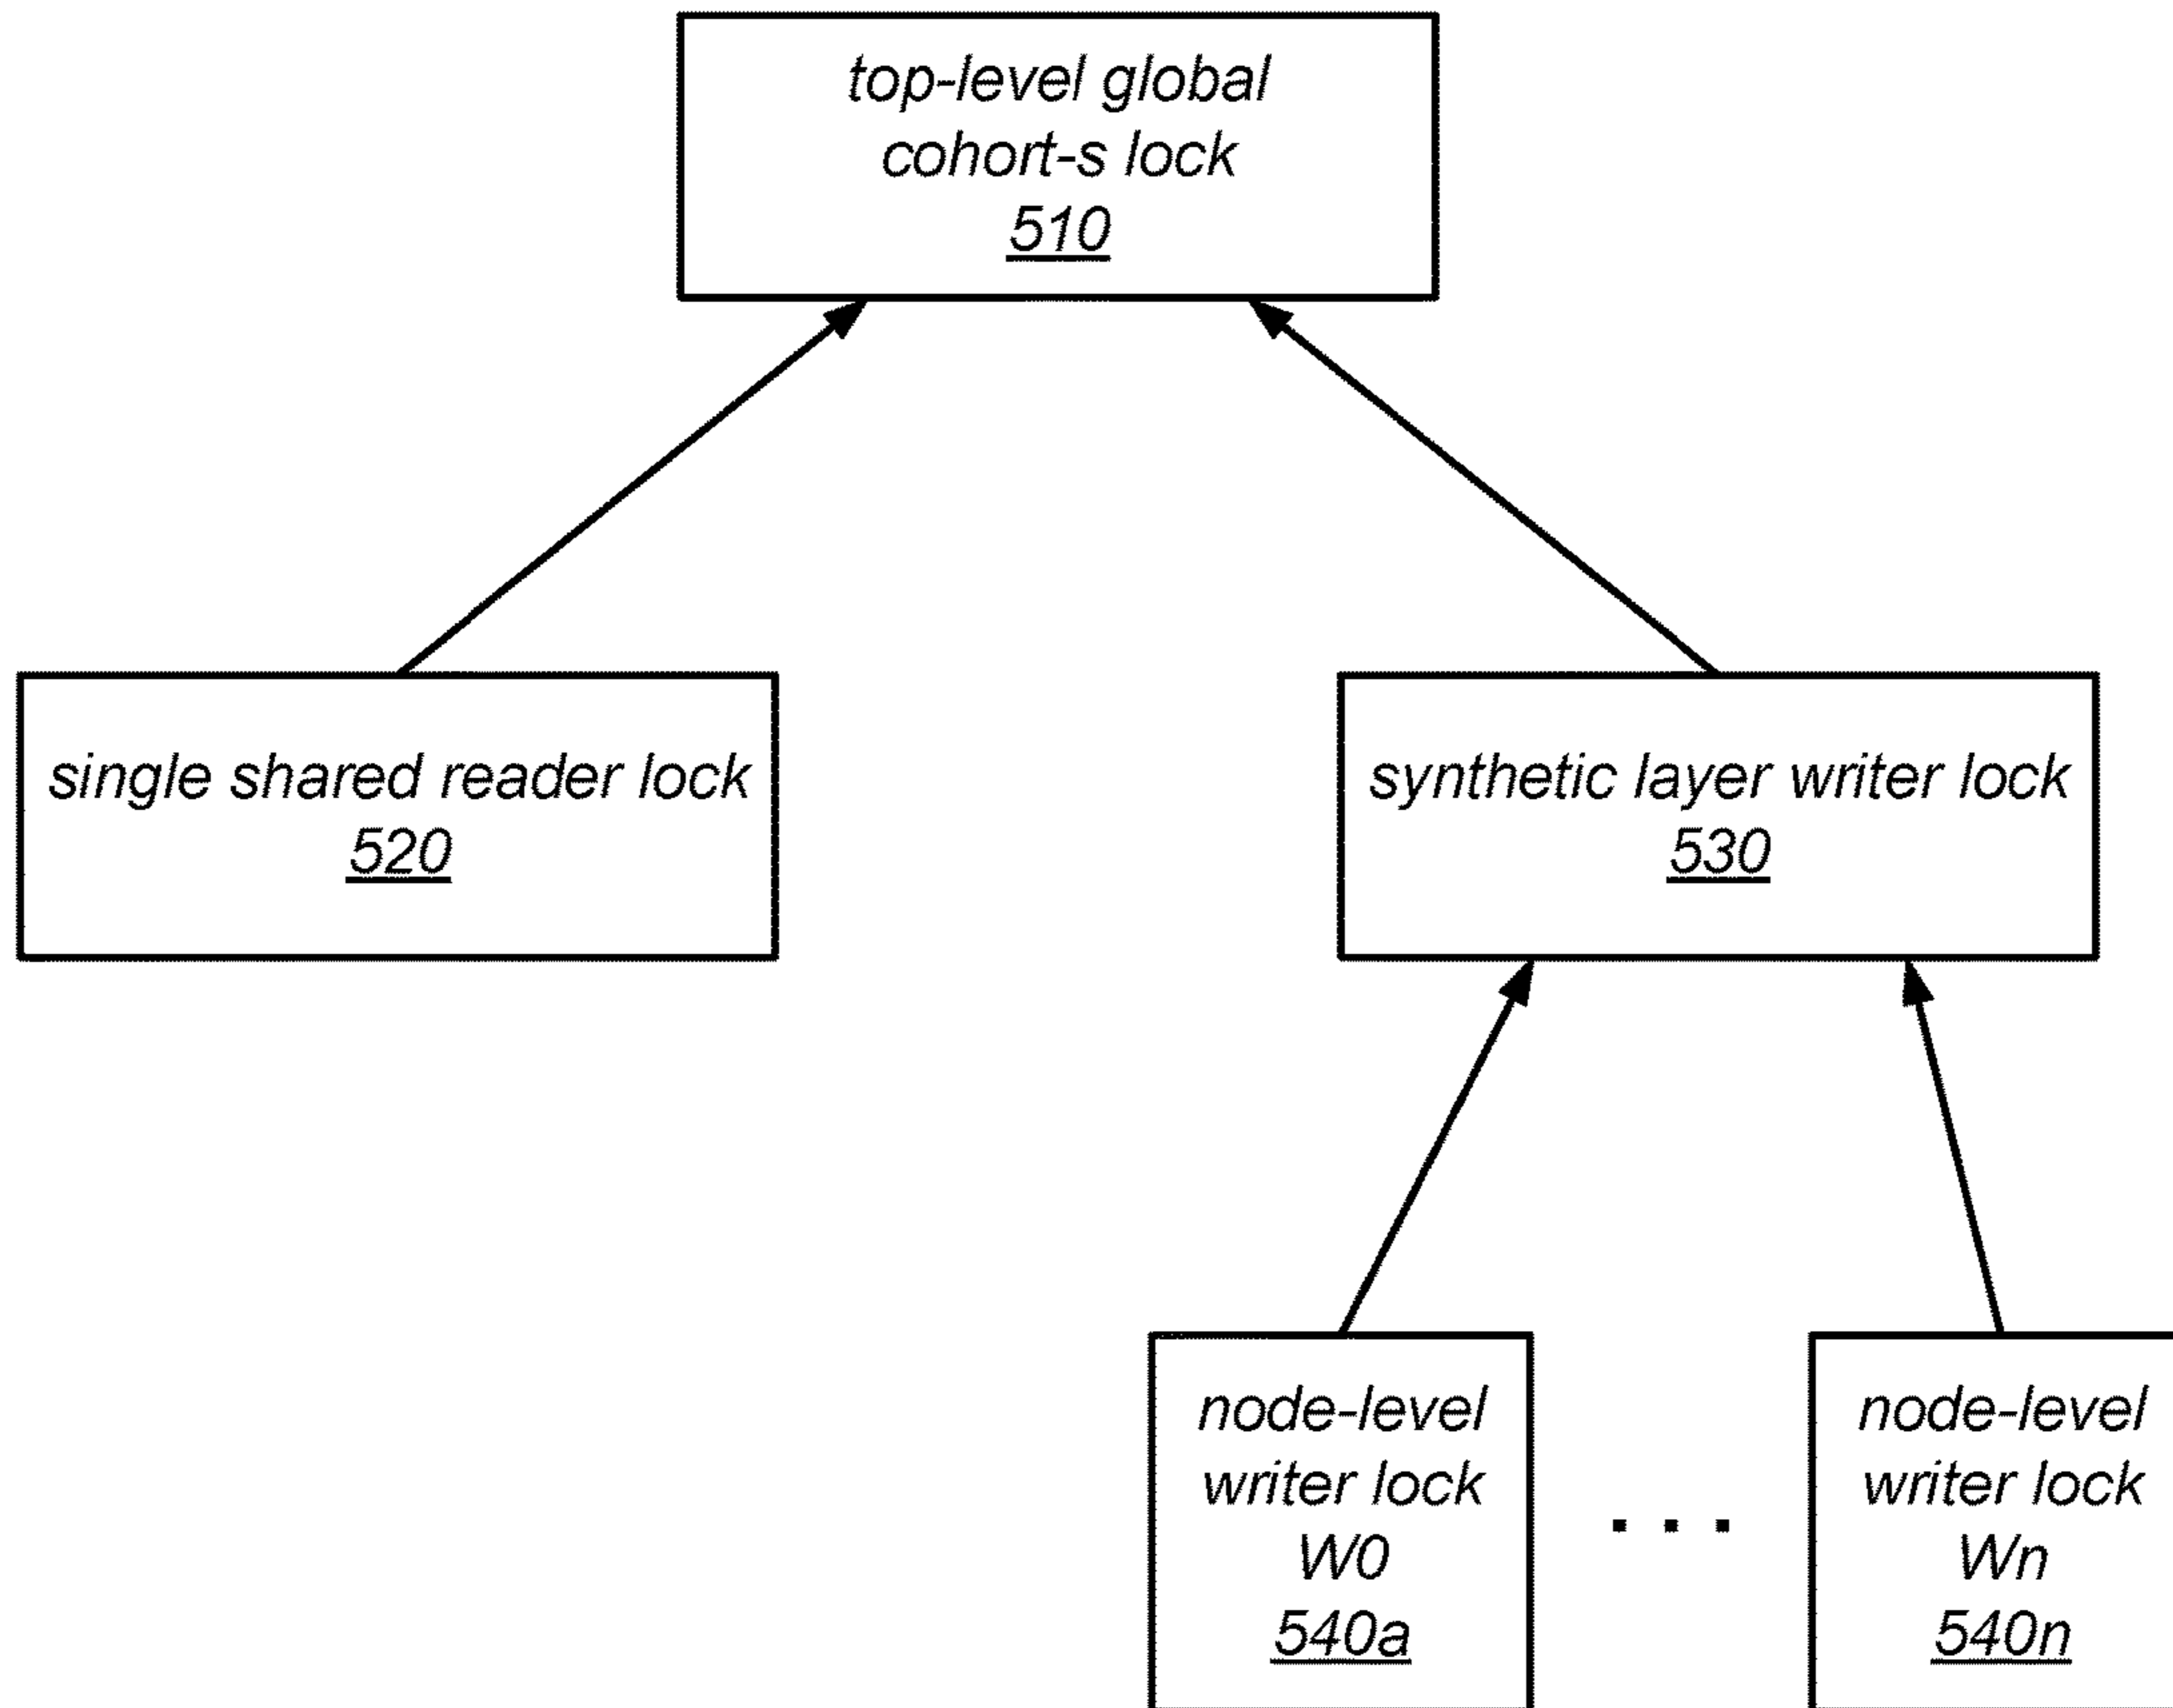 top-level global
cohort-s lock
510
single shared reader lock
520
synthetic layer writer lock
530
node-level
writer lock
W0
540a
. . .
node-level
writer lock
Wn
540n